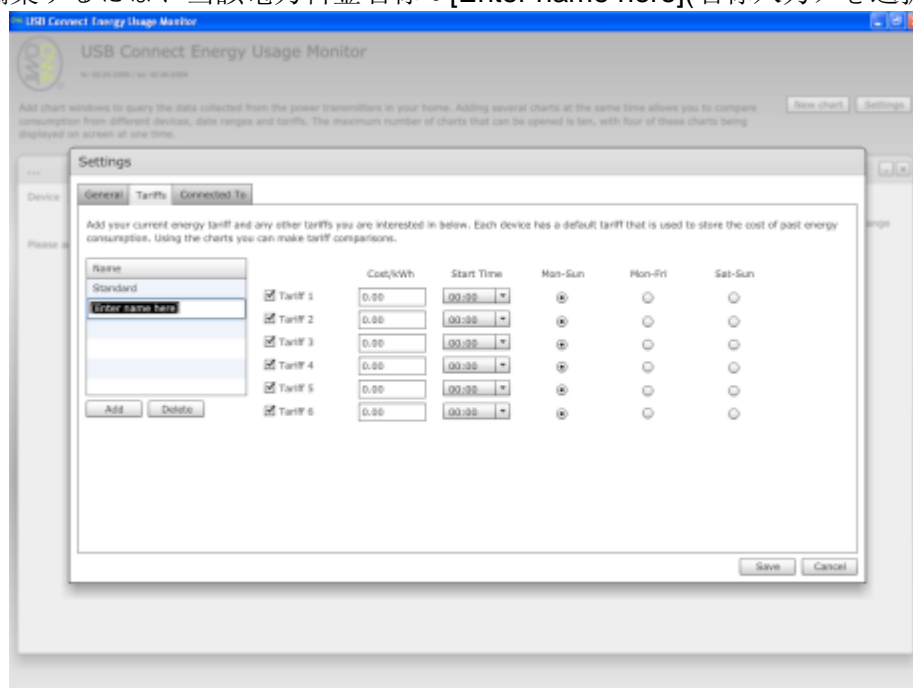 集するには、当該電力料金名称の[Enter name here](名称入力)を選
USB Connect Energy Usage Monitor
OWL
USB Connect Energy Usage Monitor
Add chart windows to query the data collected from the power transmitters in your home. Adding several charts at the same time allows you to compare
consumption from different devices, date ranges and tariffs. The maximum number of charts that can be opened is ten, with four of these charts being
displayed on screen at one time.
New chart Settings
...
Device
Please
Settings
General Tariffs Connected To
Add your current energy tariff and any other tariffs you are interested in below. Each device has a default tariff that is used to store the cost of past energy
consumption. Using the charts you can make tariff comparisons.
Name
Standard
Enter name here
Add Delete
Cost/kWh Start Time Mon-Sun Mon-Fri Sat-Sun
Tariff 1 0.00 00:00
Tariff 2 0.00 00:00
Tariff 3 0.00 00:00
Tariff 4 0.00 00:00
Tariff 5 0.00 00:00
Tariff 6 0.00 00:00
Save Cancel